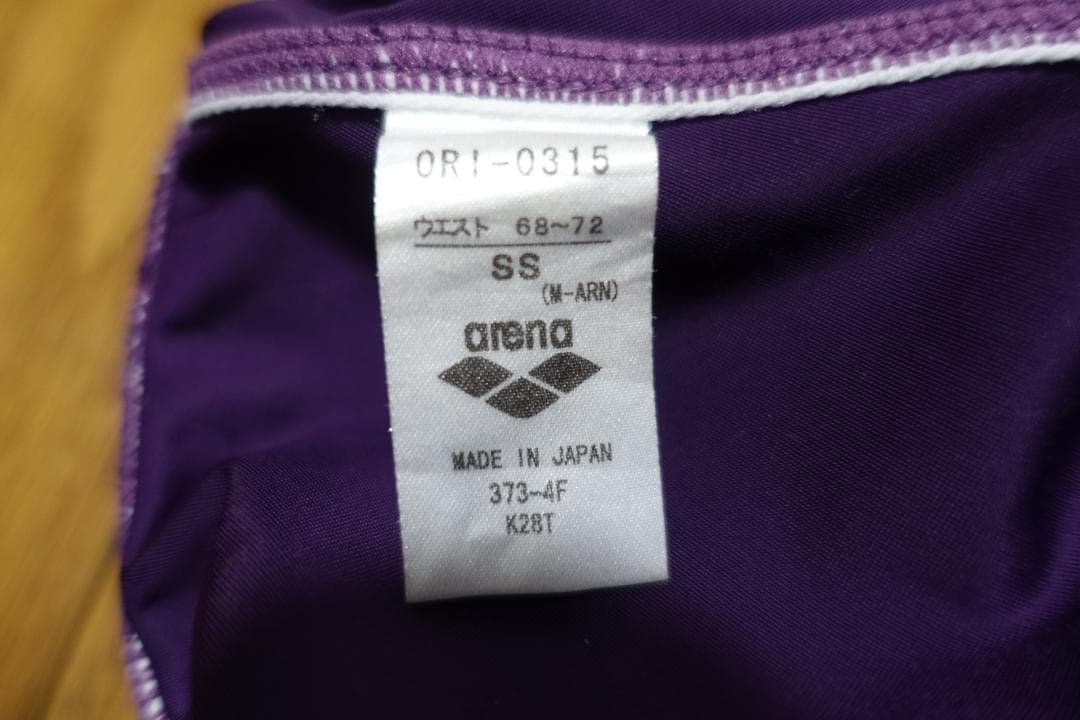 ORI-0315
ウエスト 68~72
SS
(M-ARN)
arena
MADE IN JAPAN
373-4F
K28T